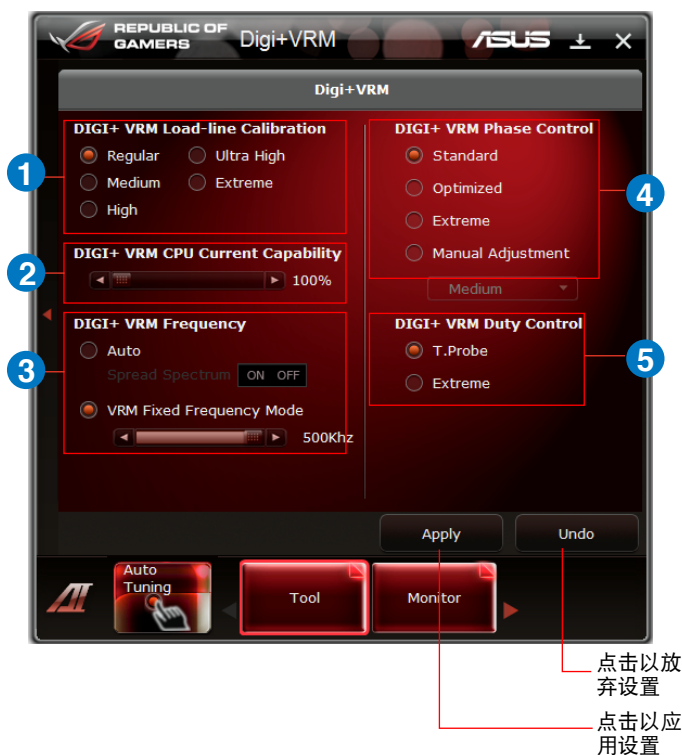 REPUBLIC OF
GAMERS
Digi+VRM
ASUS
Digi+VRM
DIGI+ VRM Load-line Calibration
Regular
Ultra High
Medium
Extreme
High
1
DIGI+ VRM CPU Current Capability
100%
2
DIGI+ VRM Frequency
Auto
Spread Spectrum ON OFF
VRM Fixed Frequency Mode
500Khz
3
DIGI+ VRM Phase Control
Standard
Optimized
Extreme
Manual Adjustment
Medium
4
DIGI+ VRM Duty Control
T.Probe
Extreme
5
Apply
Undo
AI
Auto
Tuning
Tool
Monitor
点击以放
弃设置
点击以应
用设置